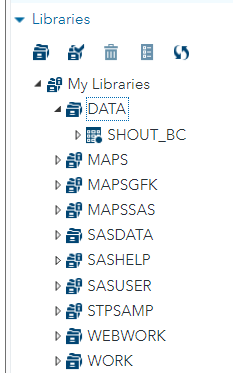 Libraries
My Libraries
DATA
SHOUT_BC
MAPS
MAPSGFK
MAPSSAS
SASDATA
SASHELP
SASUSER
STPSAMP
WEBWORK
WORK